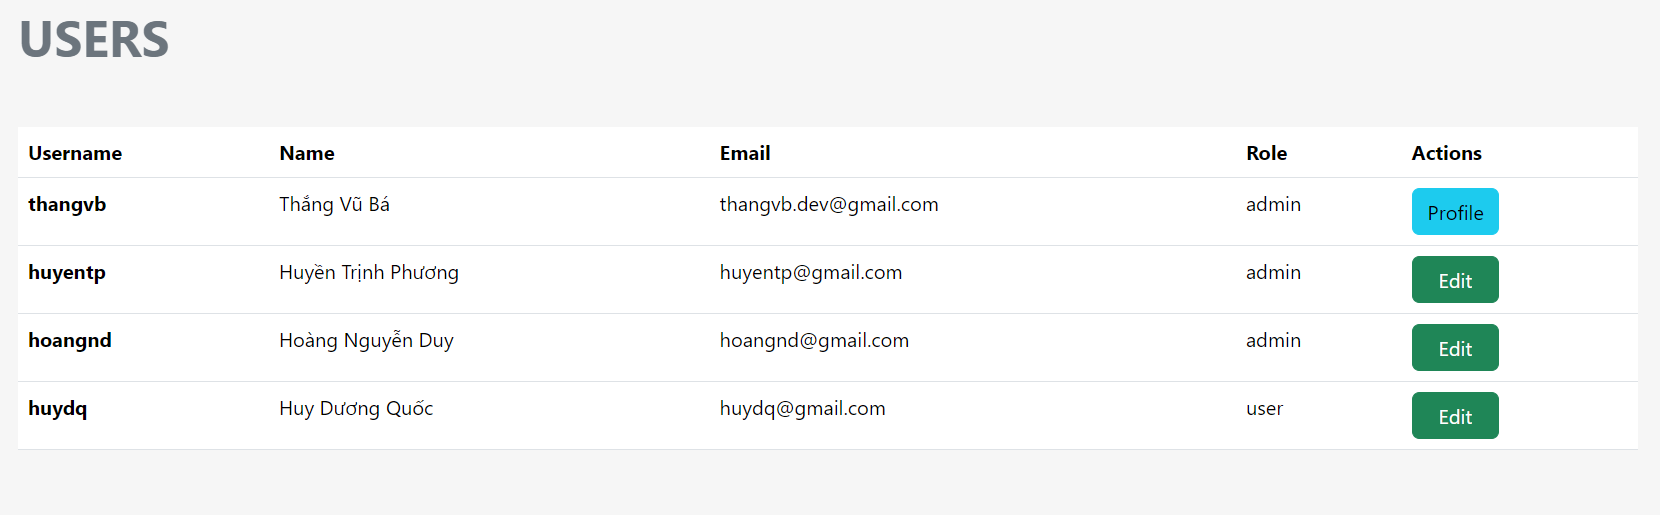 USERS
Username Name Email Role Actions
thangvb Thắng Vũ Bá thangvb.dev@gmail.com admin Profile
huyentp Huyền Trịnh Phương huyentp@gmail.com admin Edit
hoangnd Hoàng Nguyễn Duy hoangnd@gmail.com admin Edit
huydq Huy Dương Quốc huydq@gmail.com user Edit